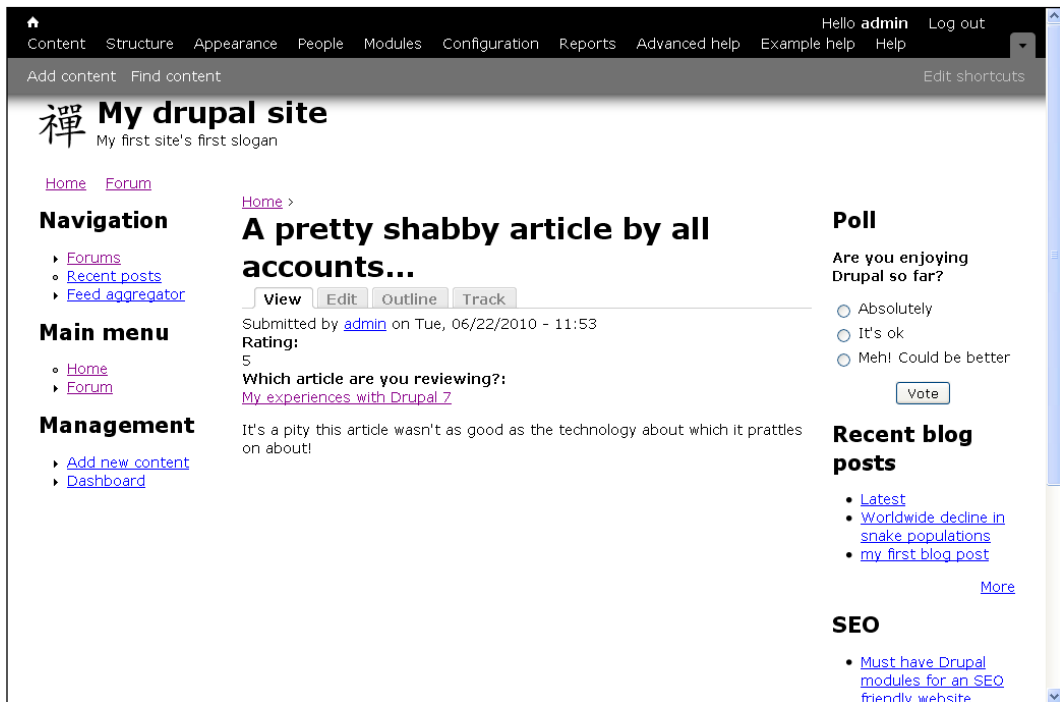 Hello admin Log out
Content Structure Appearance People Modules Configuration Reports Advanced help Example help Help
Add content Find content Edit shortcuts
禪 My drupal site
My first site's first slogan
Home Forum
Navigation
Forums
Recent posts
Feed aggregator
Main menu
Home
Forum
Management
Add new content
Dashboard
Home >
A pretty shabby article by all
accounts...
View Edit Outline Track
Submitted by admin on Tue, 06/22/2010 - 11:53
Rating:
5
Which article are you reviewing?:
My experiences with Drupal 7
It's a pity this article wasn't as good as the technology about which it prattles
on about!
Poll
Are you enjoying
Drupal so far?
Absolutely
It's ok
Meh! Could be better
Vote
Recent blog
posts
Latest
Worldwide decline in
snake populations
my first blog post
More
SEO
Must have Drupal
modules for an SEO
friendly website